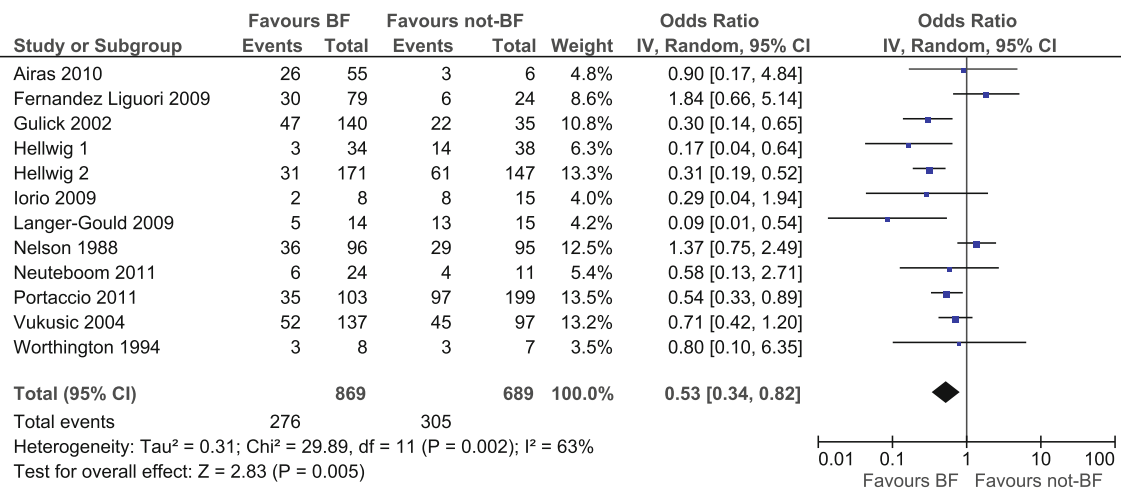 Favours BF Favours not-BF Odds Ratio Odds Ratio
Study or Subgroup Events Total Events Total Weight IV, Random, 95% CI IV, Random, 95% CI
Airas 2010 26 55 3 6 4.8% 0.90 [0.17, 4.84]
Fernandez Liguori 2009 30 79 6 24 8.6% 1.84 [0.66, 5.14]
Gulick 2002 47 140 22 35 10.8% 0.30 [0.14, 0.65]
Hellwig 1 3 34 14 38 6.3% 0.17 [0.04, 0.64]
Hellwig 2 31 171 61 147 13.3% 0.31 [0.19, 0.52]
Iorio 2009 2 8 8 15 4.0% 0.29 [0.04, 1.94]
Langer-Gould 2009 5 14 13 15 4.2% 0.09 [0.01, 0.54]
Nelson 1988 36 96 29 95 12.5% 1.37 [0.75, 2.49]
Neuteboom 2011 6 24 4 11 5.4% 0.58 [0.13, 2.71]
Portaccio 2011 35 103 97 199 13.5% 0.54 [0.33, 0.89]
Vukusic 2004 52 137 45 97 13.2% 0.71 [0.42, 1.20]
Worthington 1994 3 8 3 7 3.5% 0.80 [0.10, 6.35]
Total (95% CI) 869 689 100.0% 0.53 [0.34, 0.82]
Total events 276 305
Heterogeneity: Tau² = 0.31; Chi² = 29.89, df = 11 (P = 0.002); I² = 63%
Test for overall effect: Z = 2.83 (P = 0.005)
0.01 0.1 1 10 100
Favours BF Favours not-BF